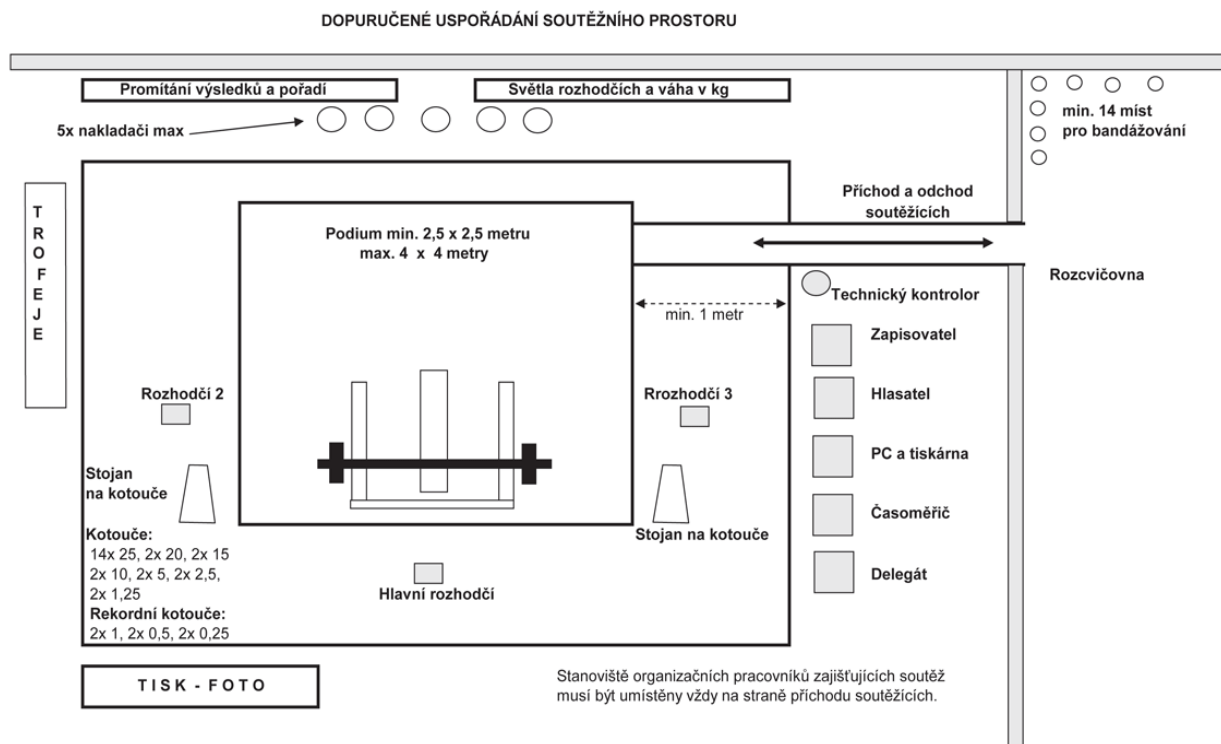 DOPURUČENÉ USPOŘÁDÁNÍ SOUTĚŽNÍHO PROSTORU
Promítání výsledků a pořadí
Světla rozhodčích a váha v kg
5x nakladači max
min. 14 míst
pro bandážování
TROFEJE
Příchod a odchod
soutěžících
Podium min. 2,5 x 2,5 metru
max. 4 x 4 metry
Rozcvičovna
Technický kontrolor
min. 1 metr
Zapisovatel
Rozhodčí 2
Rrozhodčí 3
Hlasatel
PC a tiskárna
Stojan
na kotouče
Časoměřič
Stojan na kotouče
Kotouče:
14x 25, 2x 20, 2x 15
2x 10, 2x 5, 2x 2,5,
2x 1,25
Delegát
Hlavní rozhodčí
Rekordní kotouče:
2x 1, 2x 0,5, 2x 0,25
TISK - FOTO
Stanoviště organizačních pracovníků zajišťujících soutěž
musí být umístěny vždy na straně příchodu soutěžících.